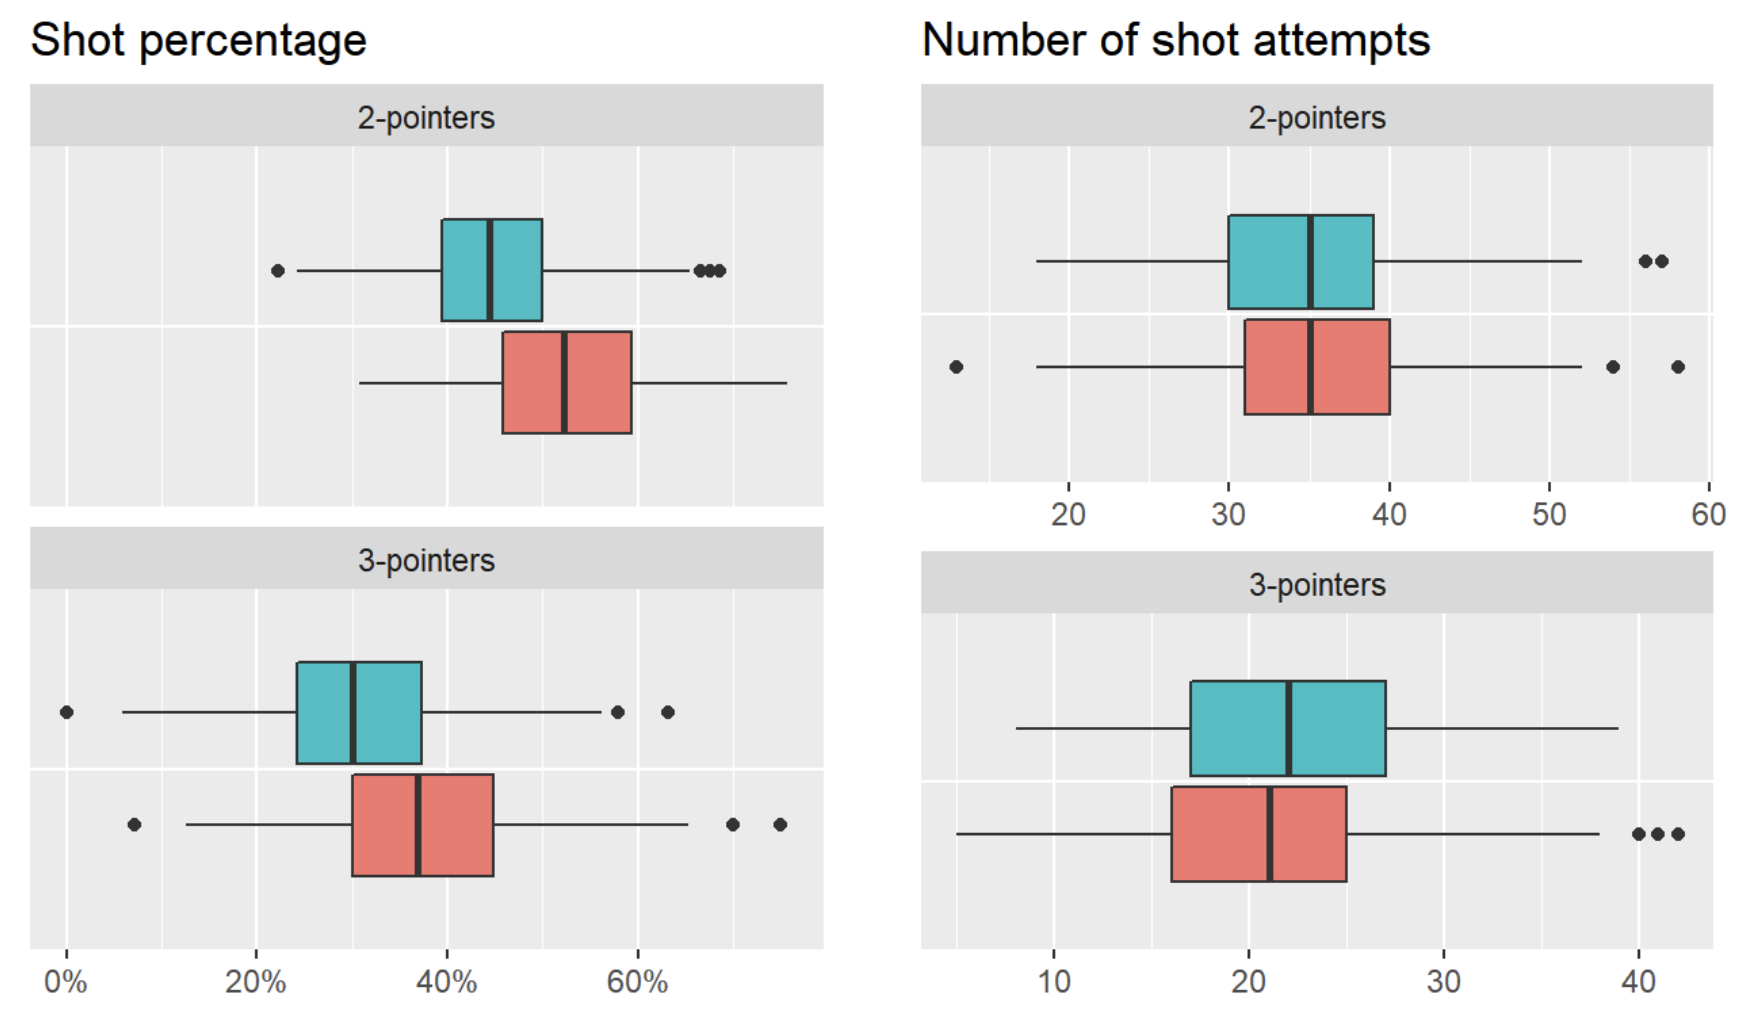 Shot percentage
2-pointers
3-pointers
0% 20% 40% 60%
Number of shot attempts
2-pointers
20 30 40 50 60
3-pointers
10 20 30 40